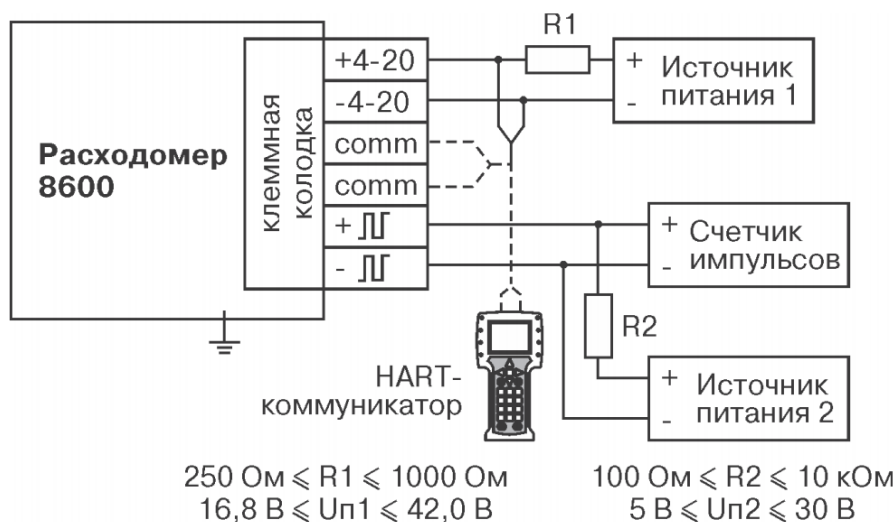 R1
+4-20
+ Источник
-4-20
- питания 1
comm
Расходомер
8600
клеммная
колодка
comm
+
+ Счетчик
-
- импульсов
R2
HART-
коммуникатор
+ Источник
- питания 2
250 Ом ⩽ R1 ⩽ 1000 Ом
100 Ом ⩽ R2 ⩽ 10 кОм
16,8 В ⩽ Uп1 ⩽ 42,0 В
5 В ⩽ Uп2 ⩽ 30 В